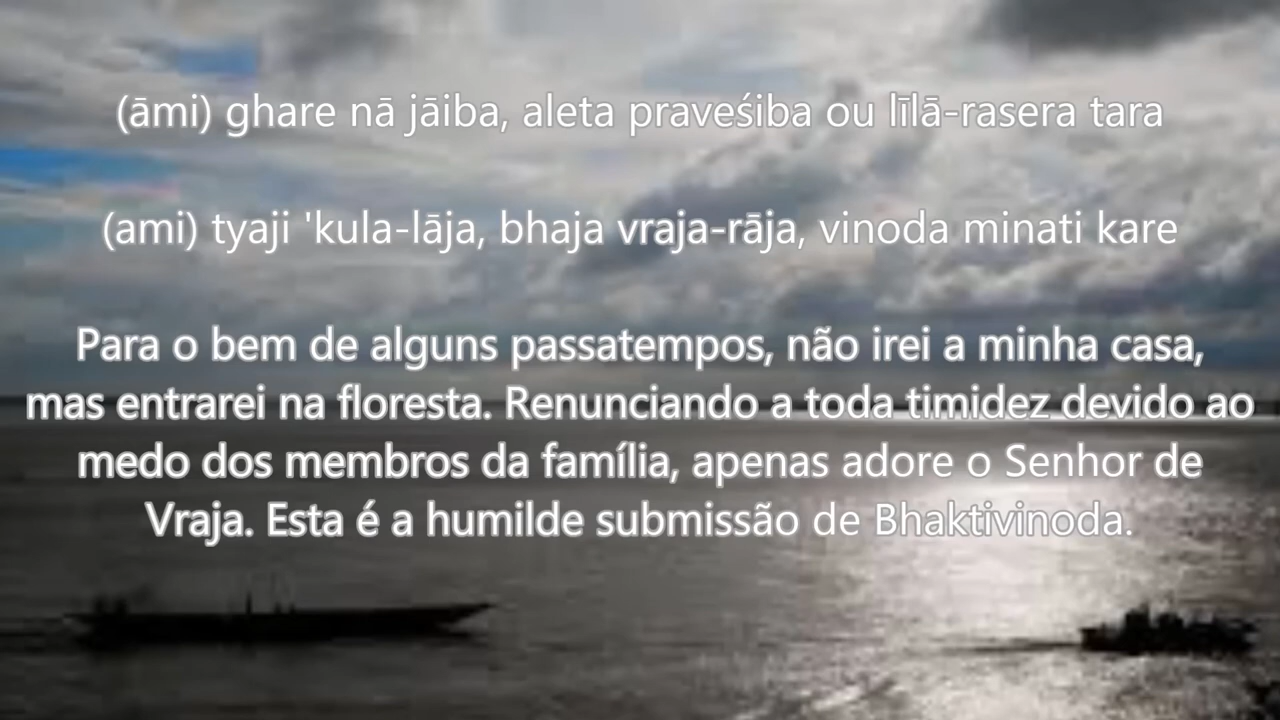 (āmi) ghare nā jāiba, aleta praveśiba ou līlā-rasera tara
(ami) tyaji 'kula-lāja, bhaja vraja-rāja, vinoda minati kare
Para o bem de alguns passatempos, não irei a minha casa,
mas entrarei na floresta. Renunciando a toda timidez devido ao
medo dos membros da família, apenas adore o Senhor de
Vraja. Esta é a humilde submissão de Bhaktivinoda.